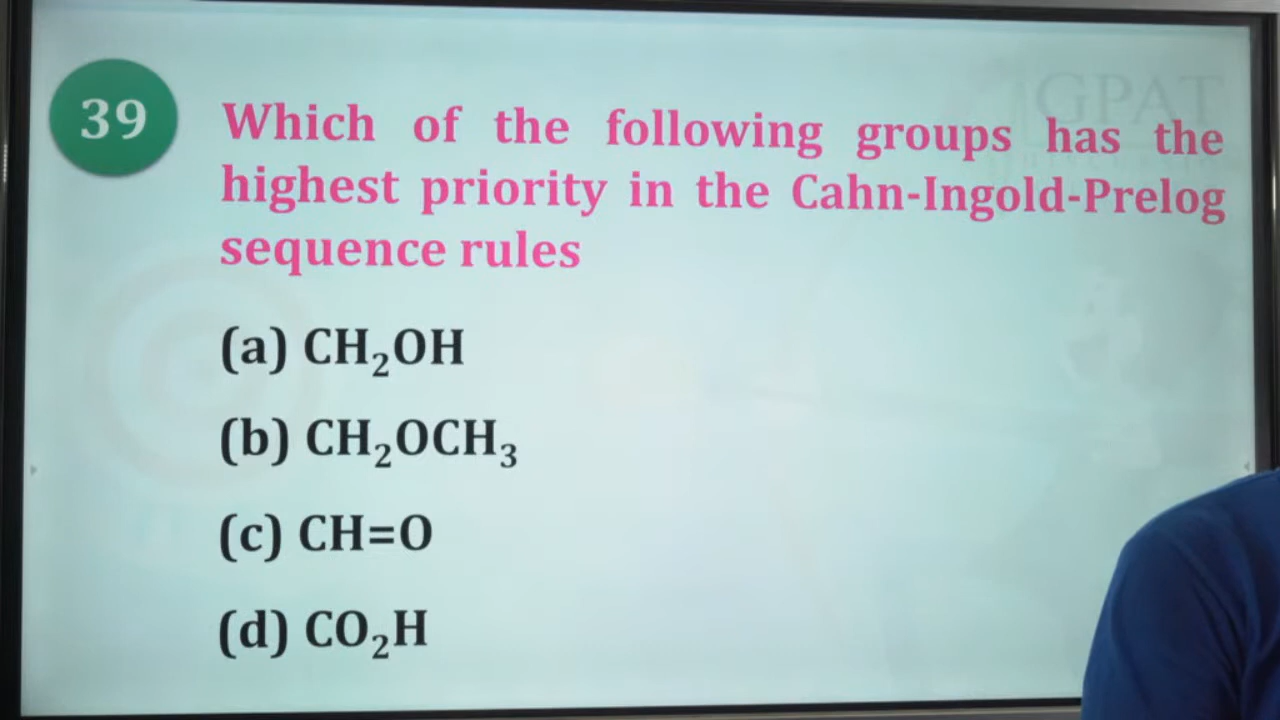 39
Which of the following groups has the
highest priority in the Cahn-Ingold-Prelog
sequence rules
(a) CH₂OH
(b) CH₂OCH₃
(c) CH=O
(d) CO₂H
GPAT